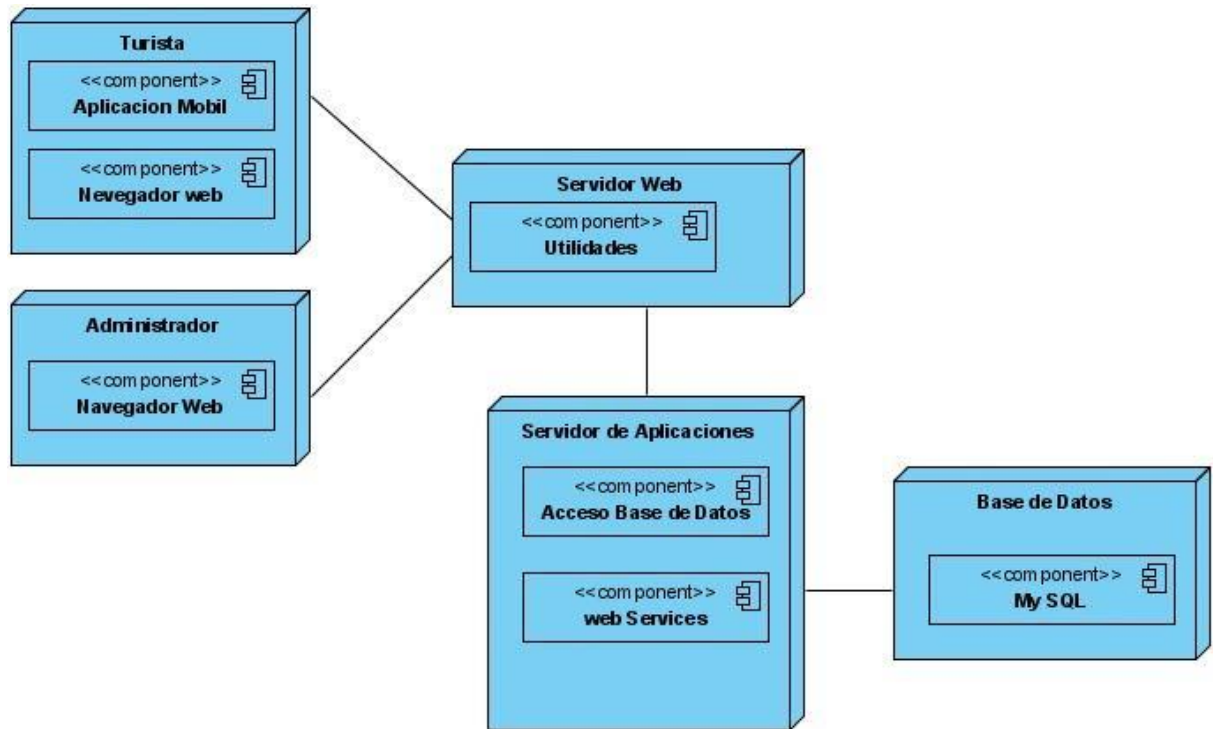 Turista
<<component>>
Aplicacion Mobil
<<component>>
Nevegador web
Administrador
<<component>>
Navegador Web
Servidor Web
<<component>>
Utilidades
Servidor de Aplicaciones
<<component>>
Acceso Base de Datos
<<component>>
web Services
Base de Datos
<<component>>
My SQL